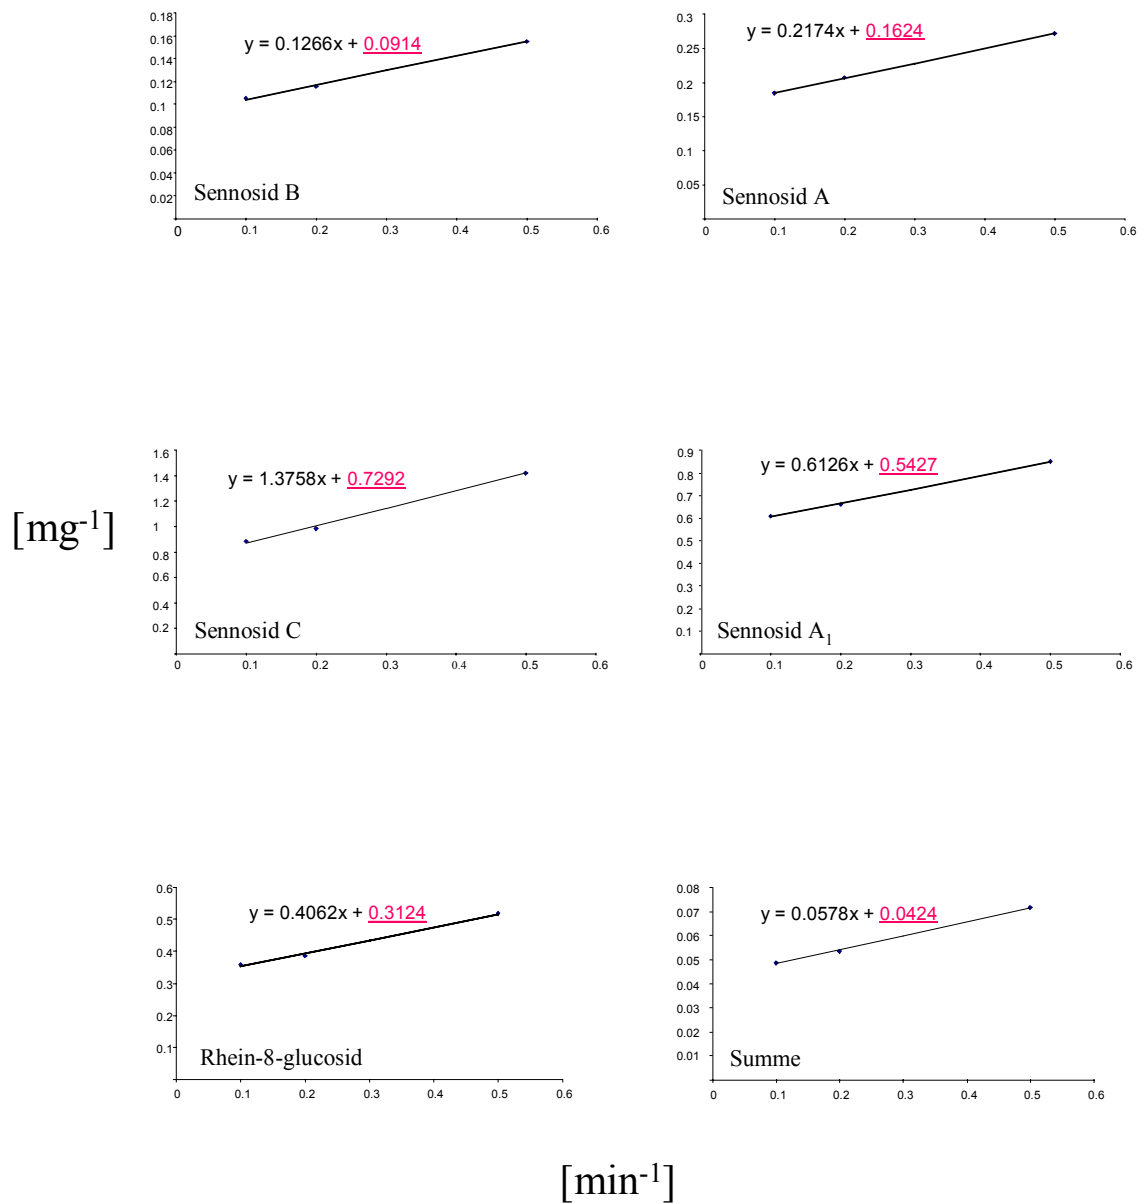 0.18
0.16
0.14
0.12
0.1
0.08
0.06
0.04
0.02
y = 0.1266x + 0.0914
Sennosid B
0 0.1 0.2 0.3 0.4 0.5 0.6
0.3
0.25
0.2
0.15
0.1
0.05
y = 0.2174x + 0.1624
Sennosid A
0 0.1 0.2 0.3 0.4 0.5 0.6
[mg-1]
1.6
1.4
1.2
1
0.8
0.6
0.4
0.2
y = 1.3758x + 0.7292
Sennosid C
0 0.1 0.2 0.3 0.4 0.5 0.6
0.9
0.8
0.7
0.6
0.5
0.4
0.3
0.2
0.1
y = 0.6126x + 0.5427
Sennosid A1
0 0.1 0.2 0.3 0.4 0.5 0.6
0.6
0.5
0.4
0.3
0.2
0.1
y = 0.4062x + 0.3124
Rhein-8-glucosid
0 0.1 0.2 0.3 0.4 0.5 0.6
0.08
0.07
0.06
0.05
0.04
0.03
0.02
0.01
y = 0.0578x + 0.0424
Summe
0 0.1 0.2 0.3 0.4 0.5 0.6
[min-1]